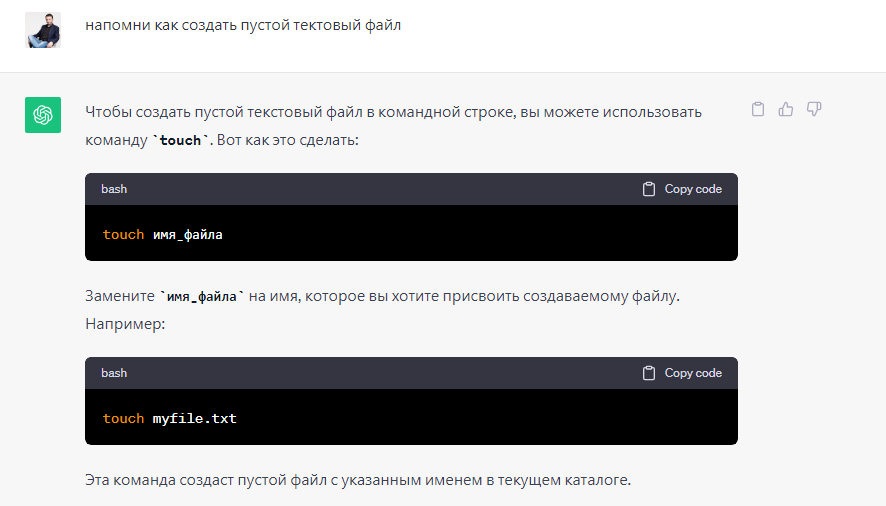 напомни как создать пустой тектовый файл
Чтобы создать пустой текстовый файл в командной строке, вы можете использовать
команду `touch`. Вот как это сделать:
bash
Copy code
touch имя_файла
Замените `имя_файла` на имя, которое вы хотите присвоить создаваемому файлу.
Например:
bash
Copy code
touch myfile.txt
Эта команда создаст пустой файл с указанным именем в текущем каталоге.